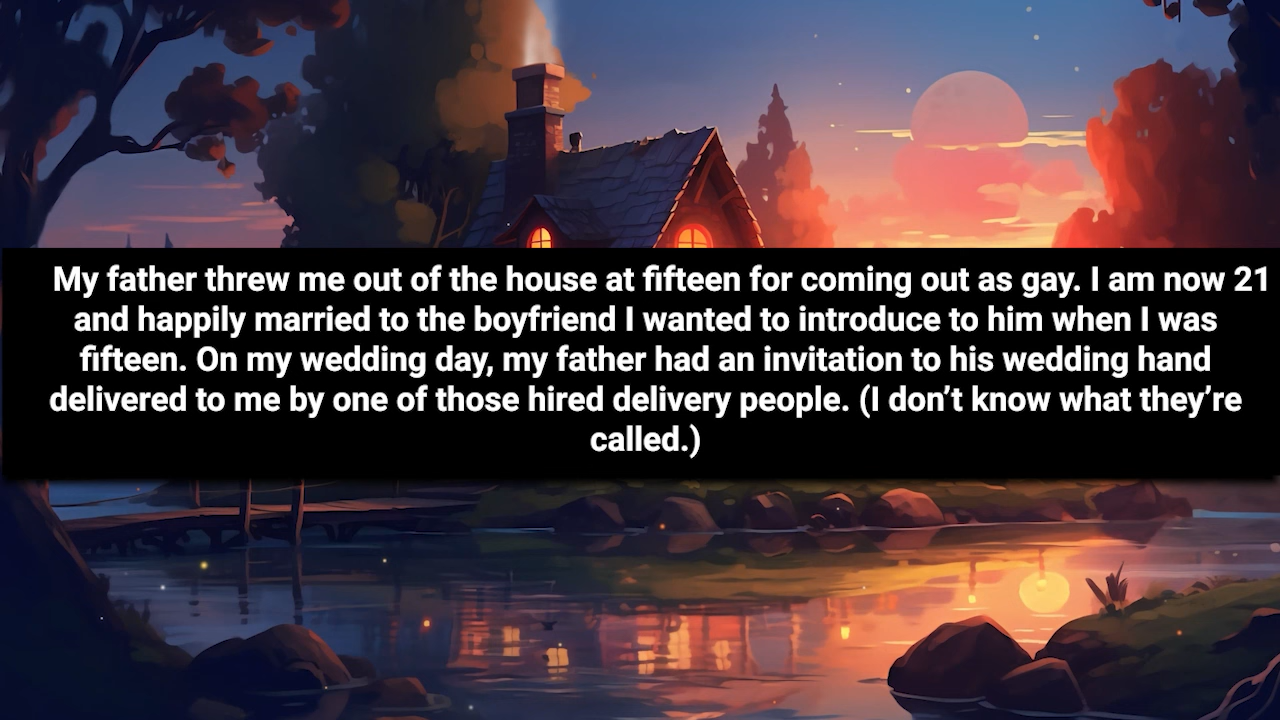 My father threw me out of the house at fifteen for coming out as gay. I am now 21
and happily married to the boyfriend I wanted to introduce to him when I was
fifteen. On my wedding day, my father had an invitation to his wedding hand
delivered to me by one of those hired delivery people. (I don’t know what they’re
called.)